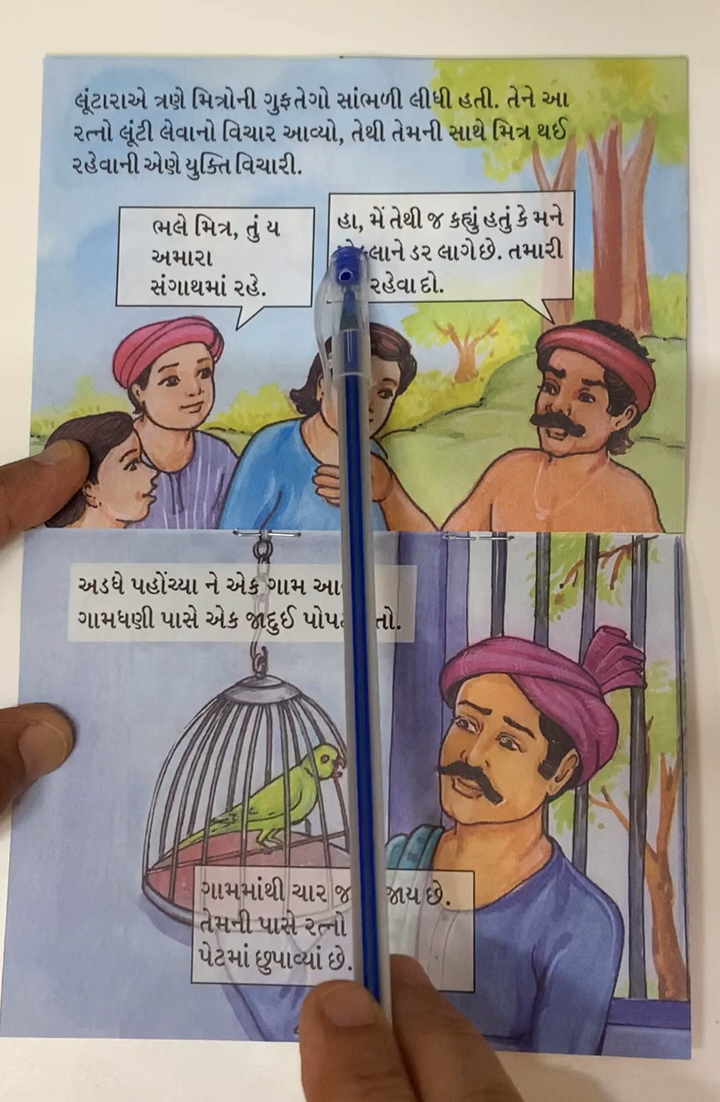 લૂંટારાએ ત્રણે મિત્રોની ગુફતેગો સાંભળી લીધી હતી. તેને આ
રત્નો લૂંટી લેવાનો વિચાર આવ્યો, તેથી તેમની સાથે મિત્ર થઈ
રહેવાની એણે યુક્તિ વિચારી.
ભલે મિત્ર, તું ય
અમારા
સંગાથમાં રહે.
હા, મેં તેથી જ કહ્યું હતું કે મને
ડર લાગે છે. તમારી
રહેવા દો.
અડધે પહોંચ્યા ને એક ગામ
ગામધણી પાસે એક જાદુઈ
ગામમાંથી ચાર જાય છે.
તેમની પાસે રત્નો
પેટમાં છુપાવ્યાં છે.